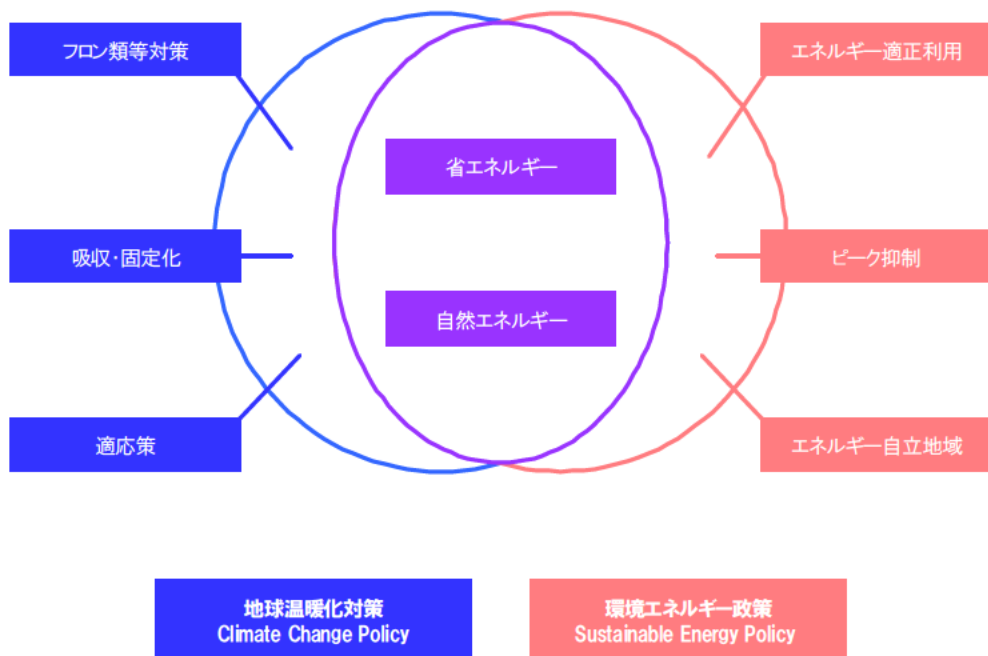 フロン類等対策
エネルギー適正利用
省エネルギー
吸収・固定化
ピーク抑制
自然エネルギー
適応策
エネルギー自立地域
地球温暖化対策
Climate Change Policy
環境エネルギー政策
Sustainable Energy Policy